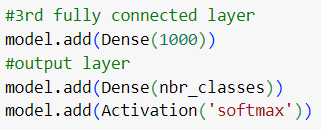 #3rd fully connected layer
model.add(Dense(1000))
#output layer
model.add(Dense(nbr_classes))
model.add(Activation('softmax'))